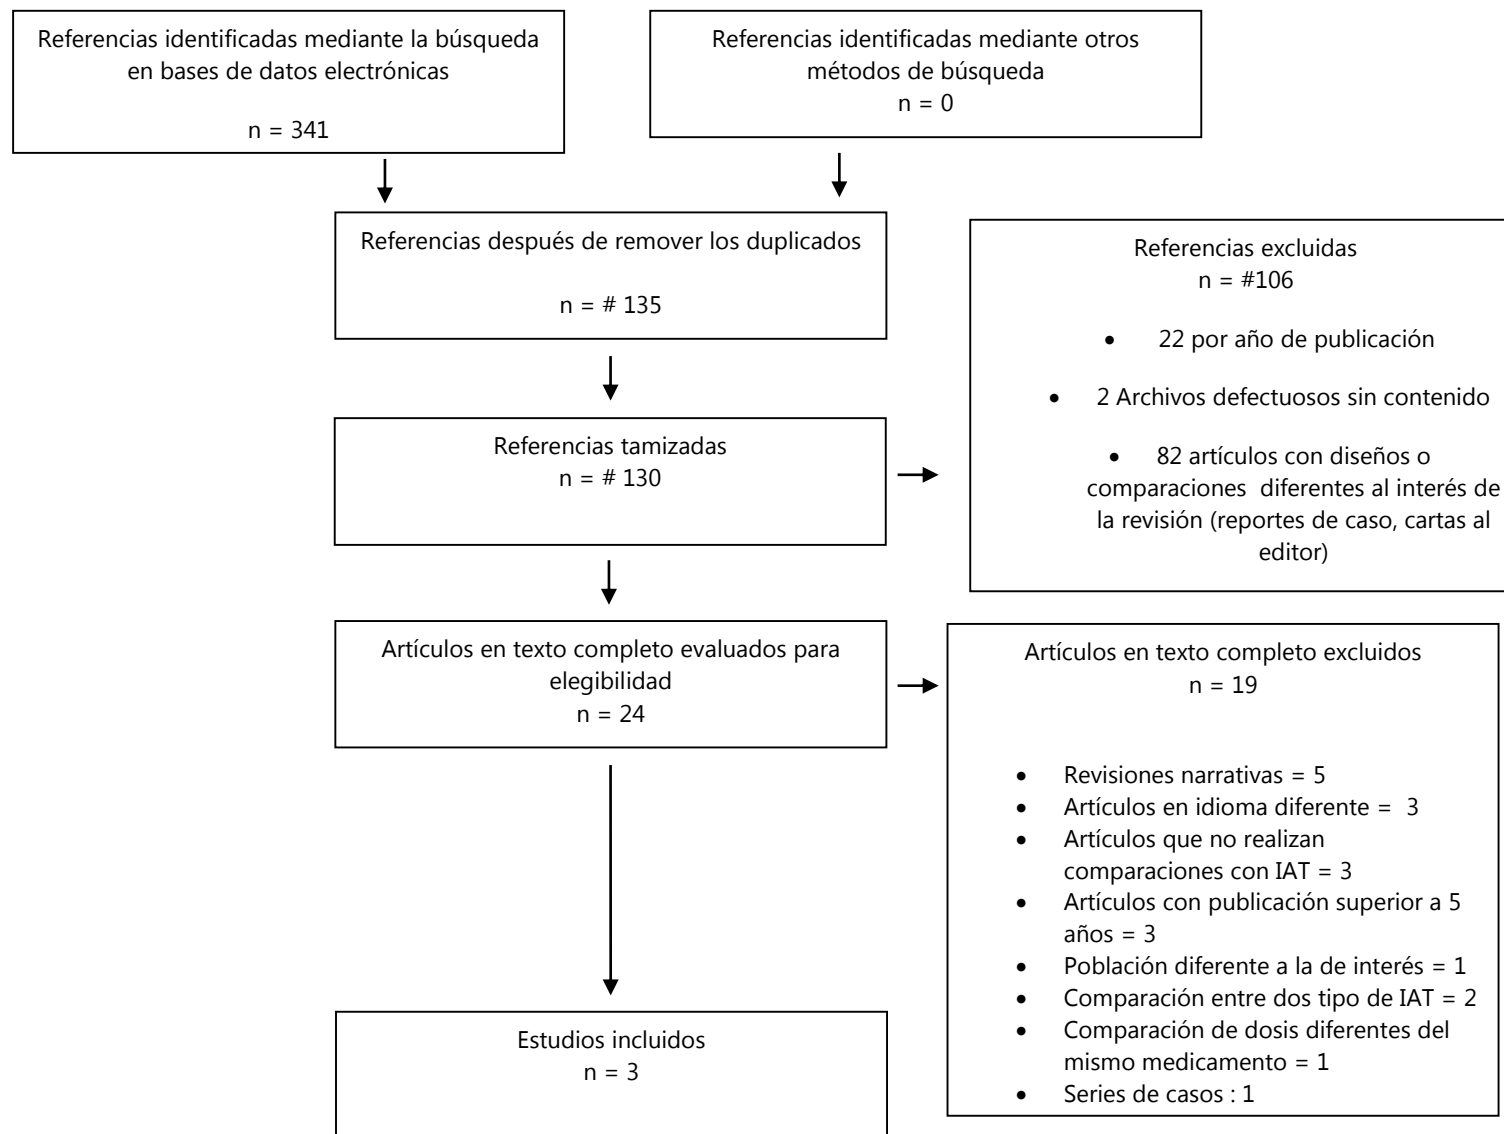 Referencias identificadas mediante la búsqueda
en bases de datos electrónicas
n = 341
Referencias identificadas mediante otros
métodos de búsqueda
n = 0
Referencias después de remover los duplicados
n = # 135
Referencias excluidas
n = #106
• 22 por año de publicación
• 2 Archivos defectuosos sin contenido
• 82 artículos con diseños o
comparaciones diferentes al interés de
la revisión (reportes de caso, cartas al
editor)
Referencias tamizadas
n = # 130
Artículos en texto completo evaluados para
elegibilidad
n = 24
Artículos en texto completo excluidos
n = 19
• Revisiones narrativas = 5
• Artículos en idioma diferente = 3
• Artículos que no realizan
comparaciones con IAT = 3
• Artículos con publicación superior a 5
años = 3
• Población diferente a la de interés = 1
• Comparación entre dos tipo de IAT = 2
• Comparación de dosis diferentes del
mismo medicamento = 1
• Series de casos : 1
Estudios incluidos
n = 3